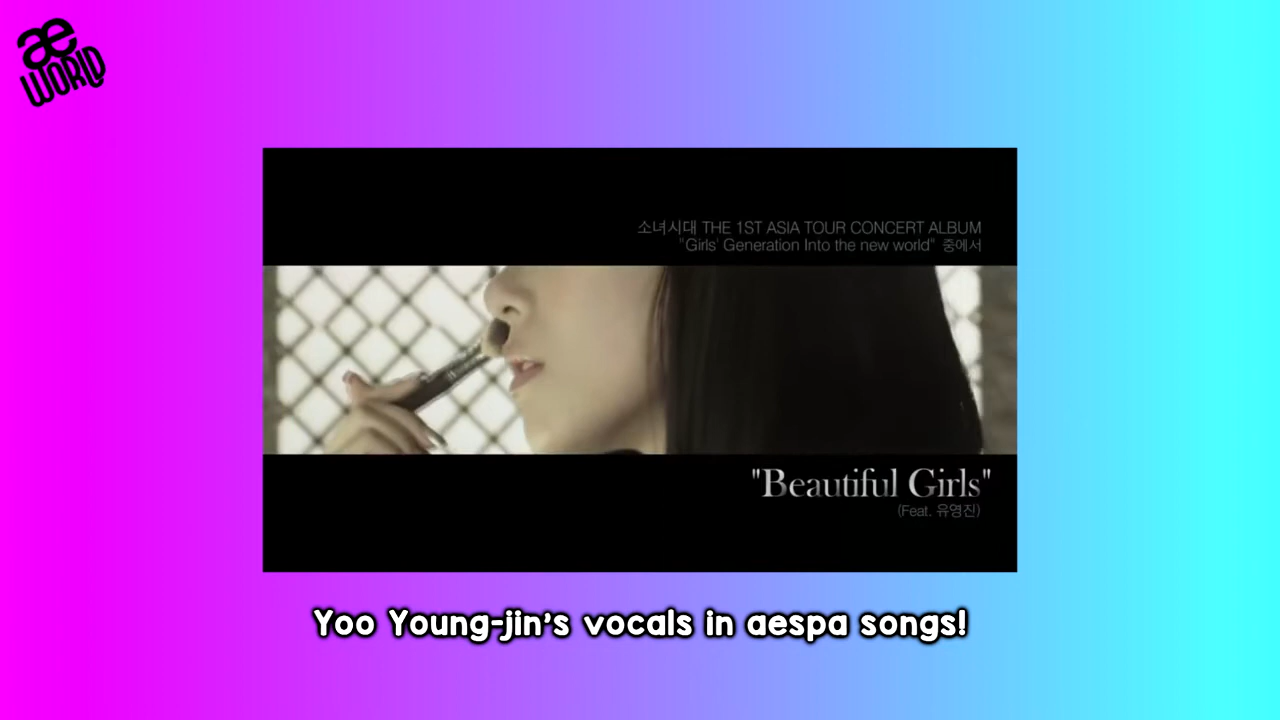 æ
WORLD
소녀시대 THE 1ST ASIA TOUR CONCERT ALBUM
"Girls' Generation Into the new world" 중에서
"Beautiful Girls"
(Feat. 유영진)
Yoo Young-jin's vocals in aespa songs!